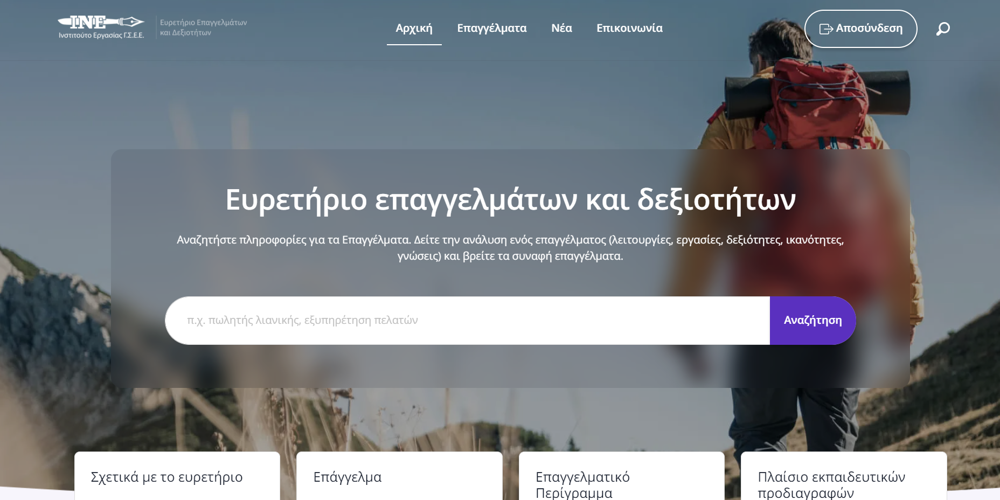 ΙΝΕ
Ινστιτούτο Εργασίας Γ.Σ.Ε.Ε.
Ευρετήριο Επαγγελμάτων
και Δεξιοτήτων
Αρχική
Επαγγέλματα
Νέα
Επικοινωνία
Αποσύνδεση
Ευρετήριο επαγγελμάτων και δεξιοτήτων
Αναζητήστε πληροφορίες για τα Επαγγέλματα. Δείτε την ανάλυση ενός επαγγέλματος (λειτουργίες, εργασίες, δεξιότητες, ικανότητες,
γνώσεις) και βρείτε τα συναφή επαγγέλματα.
π.χ. πωλητής λιανικής, εξυπηρέτηση πελατών
Αναζήτηση
Σχετικά με το ευρετήριο
Επάγγελμα
Επαγγελματικό
Περίγραμμα
Πλαίσιο εκπαιδευτικών
προδιαγραφών